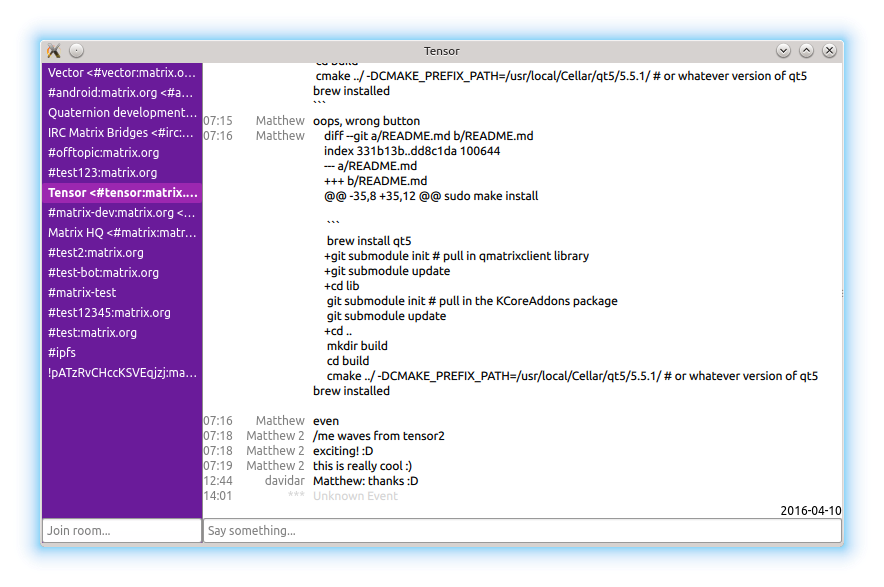 Tensor
Vector <#vector:matrix.o...
#android:matrix.org <#a...
Quaternion development...
IRC Matrix Bridges <#irc:...
#offtopic:matrix.org
#test123:matrix.org
Tensor <#tensor:matrix....
#matrix-dev:matrix.org <...
Matrix HQ <#matrix:matr...
#test2:matrix.org
#test-bot:matrix.org
#matrix-test
#test12345:matrix.org
#test:matrix.org
#ipfs
!pATzRvCHccKSVEqjzj:ma...
Join room...
cd build
cmake ../ -DCMAKE_PREFIX_PATH=/usr/local/Cellar/qt5/5.5.1/ # or whatever version of qt5
brew installed
```
07:15 Matthew oops, wrong button
07:16 Matthew diff --git a/README.md b/README.md
index 331b13b..dd8c1da 100644
--- a/README.md
+++ b/README.md
@@ -35,8 +35,12 @@ sudo make install
```
brew install qt5
+git submodule init # pull in qmatrixclient library
+git submodule update
+cd lib
git submodule init # pull in the KCoreAddons package
git submodule update
+cd ..
mkdir build
cd build
cmake ../ -DCMAKE_PREFIX_PATH=/usr/local/Cellar/qt5/5.5.1/ # or whatever version of qt5
brew installed
07:16 Matthew even
07:18 Matthew 2 /me waves from tensor2
07:18 Matthew 2 exciting! :D
07:19 Matthew 2 this is really cool :)
12:44 davidar Matthew: thanks :D
14:01 *** Unknown Event
2016-04-10
Say something...